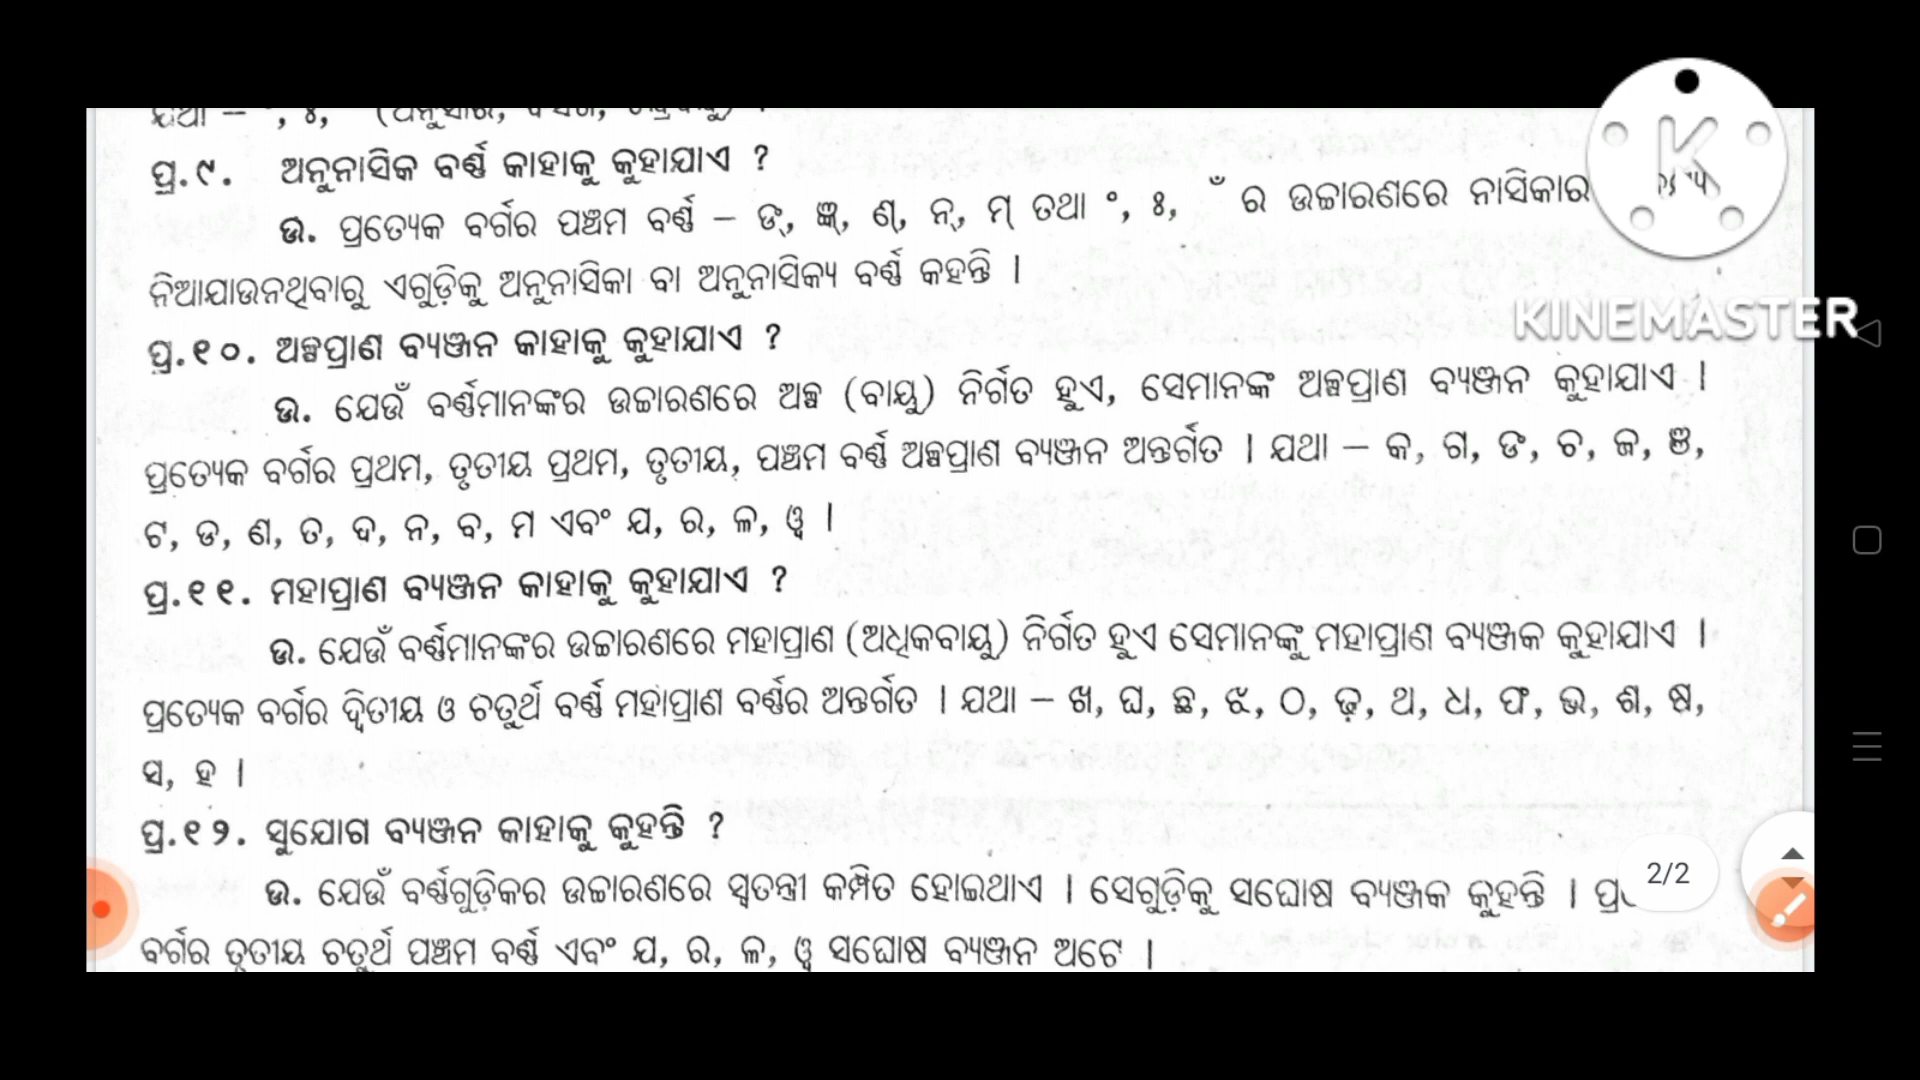 ଯଥା – ଂ, ଃ, ଁ (ଅନୁସ୍ୱାର, ବିସର୍ଗ, ଚନ୍ଦ୍ରବିନ୍ଦୁ) ।
ପ୍ର.୯. ଅନୁନାସିକ ବର୍ଣ୍ଣ କାହାକୁ କୁହାଯାଏ ?
ଉ. ପ୍ରତ୍ୟେକ ବର୍ଗର ପଞ୍ଚମ ବର୍ଣ୍ଣ – ଙ୍, ଞ୍, ଣ୍, ନ୍, ମ୍ ତଥା ଂ, ଃ, ଁ ର ଉଚ୍ଚାରଣରେ ନାସିକାର
ନିଆଯାଉନଥିବାରୁ ଏଗୁଡ଼ିକୁ ଅନୁନାସିକା ବା ଅନୁନାସିକ୍ୟ ବର୍ଣ୍ଣ କହନ୍ତି ।
KINEMASTER
ପ୍ର.୧୦. ଅଳ୍ପପ୍ରାଣ ବ୍ୟଞ୍ଜନ କାହାକୁ କୁହାଯାଏ ?
ଉ. ଯେଉଁ ବର୍ଣ୍ଣମାନଙ୍କର ଉଚ୍ଚାରଣରେ ଅଳ୍ପ (ବାୟୁ) ନିର୍ଗତ ହୁଏ, ସେମାନଙ୍କ ଅଳ୍ପପ୍ରାଣ ବ୍ୟଞ୍ଜନ କୁହାଯାଏ ।
ପ୍ରତ୍ୟେକ ବର୍ଗର ପ୍ରଥମ, ତୃତୀୟ ପ୍ରଥମ, ତୃତୀୟ, ପଞ୍ଚମ ବର୍ଣ୍ଣ ଅଳ୍ପପ୍ରାଣ ବ୍ୟଞ୍ଜନ ଅନ୍ତର୍ଗତ । ଯଥା – କ, ଗ, ଙ, ଚ, ଜ, ଞ,
ଟ, ଡ, ଣ, ତ, ଦ, ନ, ବ, ମ ଏବଂ ଯ, ର, ଳ, ୱ ।
ପ୍ର.୧୧. ମହାପ୍ରାଣ ବ୍ୟଞ୍ଜନ କାହାକୁ କୁହାଯାଏ ?
ଉ. ଯେଉଁ ବର୍ଣ୍ଣମାନଙ୍କର ଉଚ୍ଚାରଣରେ ମହାପ୍ରାଣ (ଅଧିକବାୟୁ) ନିର୍ଗତ ହୁଏ ସେମାନଙ୍କୁ ମହାପ୍ରାଣ ବ୍ୟଞ୍ଜକ କୁହାଯାଏ ।
ପ୍ରତ୍ୟେକ ବର୍ଗର ଦ୍ୱିତୀୟ ଓ ଚତୁର୍ଥ ବର୍ଣ୍ଣ ମହାପ୍ରାଣ ବର୍ଣ୍ଣର ଅନ୍ତର୍ଗତ । ଯଥା – ଖ, ଘ, ଛ, ଝ, ଠ, ଢ଼, ଥ, ଧ, ଫ, ଭ, ଶ, ଷ,
ସ, ହ ।
ପ୍ର.୧୨. ସୁଯୋଗ ବ୍ୟଞ୍ଜନ କାହାକୁ କୁହନ୍ତି ?
ଉ. ଯେଉଁ ବର୍ଣ୍ଣଗୁଡ଼ିକର ଉଚ୍ଚାରଣରେ ସ୍ୱତନ୍ତ୍ରୀ କମ୍ପିତ ହୋଇଥାଏ । ସେଗୁଡ଼ିକୁ ସଘୋଷ ବ୍ୟଞ୍ଜକ କୁହନ୍ତି ।
2/2
ବର୍ଗର ତୃତୀୟ ଚତୁର୍ଥ ପଞ୍ଚମ ବର୍ଣ୍ଣ ଏବଂ ଯ, ର, ଳ, ୱ ସଘୋଷ ବ୍ୟଞ୍ଜନ ଅଟେ ।